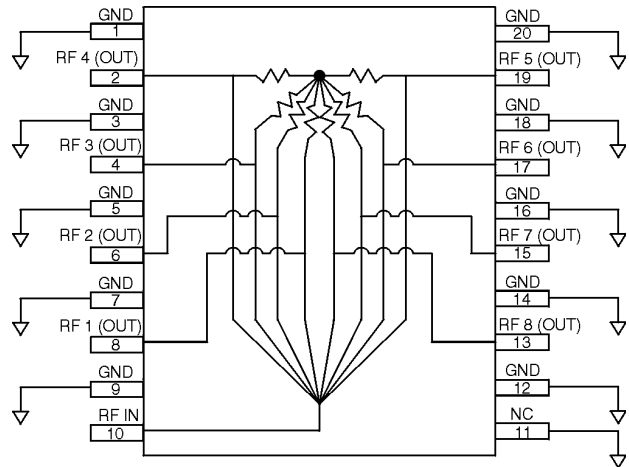 GND
1
RF 4 (OUT)
2
GND
3
RF 3 (OUT)
4
GND
5
RF 2 (OUT)
6
GND
7
RF 1 (OUT)
8
GND
9
RF IN
10
GND
20
RF 5 (OUT)
19
GND
18
RF 6 (OUT)
17
GND
16
RF 7 (OUT)
15
GND
14
RF 8 (OUT)
13
GND
12
NC
11